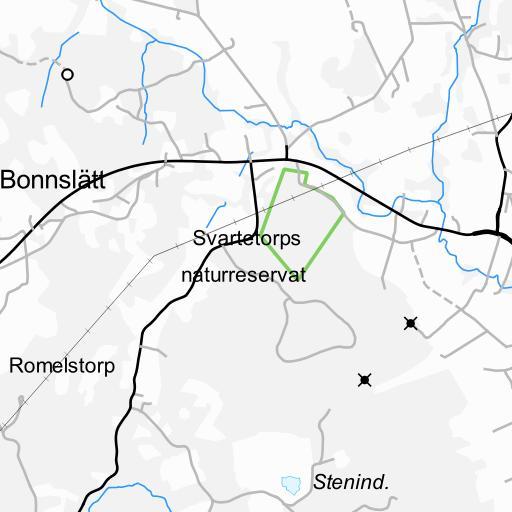 Bonnslätt
Svartetorps
naturreservat
Romelstorp
Stenind.